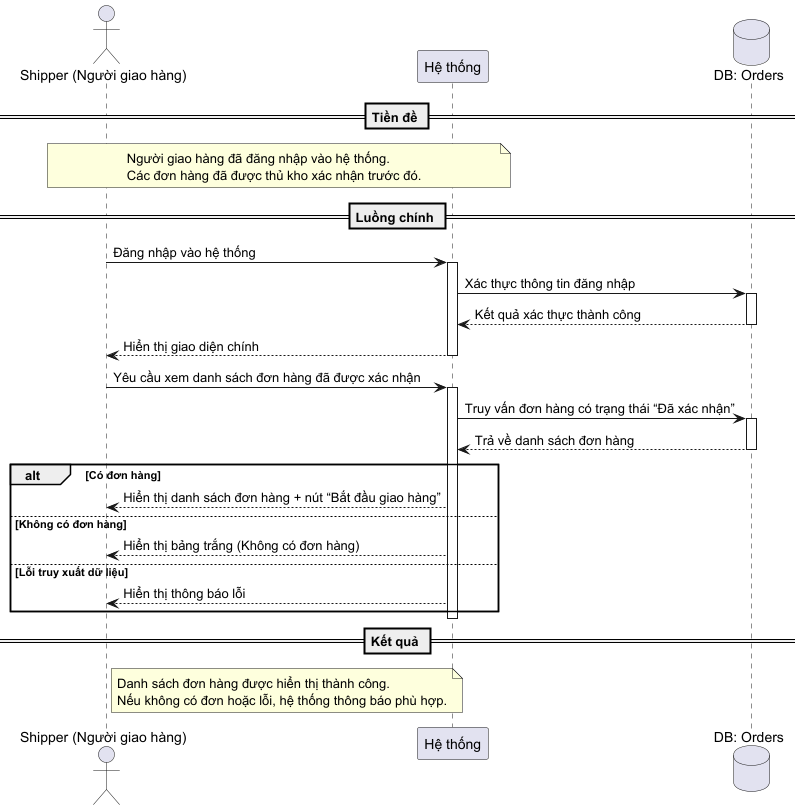 Shipper (Người giao hàng)
Hệ thống
DB: Orders
Tiền đề
Người giao hàng đã đăng nhập vào hệ thống.
Các đơn hàng đã được thủ kho xác nhận trước đó.
Luồng chính
Đăng nhập vào hệ thống
Xác thực thông tin đăng nhập
Kết quả xác thực thành công
Hiển thị giao diện chính
Yêu cầu xem danh sách đơn hàng đã được xác nhận
Truy vấn đơn hàng có trạng thái “Đã xác nhận”
Trả về danh sách đơn hàng
alt [Có đơn hàng]
Hiển thị danh sách đơn hàng + nút “Bắt đầu giao hàng”
[Không có đơn hàng]
Hiển thị bảng trắng (Không có đơn hàng)
[Lỗi truy xuất dữ liệu]
Hiển thị thông báo lỗi
Kết quả
Danh sách đơn hàng được hiển thị thành công.
Nếu không có đơn hoặc lỗi, hệ thống thông báo phù hợp.
Shipper (Người giao hàng)
Hệ thống
DB: Orders